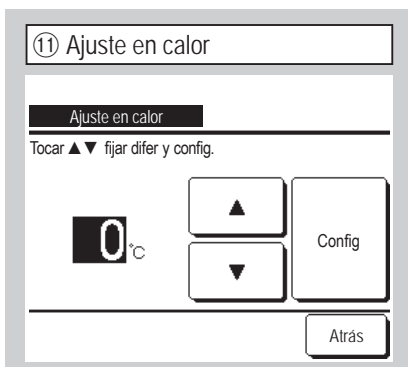 ⑪ Ajuste en calor
Ajuste en calor
Tocar ▲▼ fijar difer y config.
▲
0°C
Config
▼
Atrás